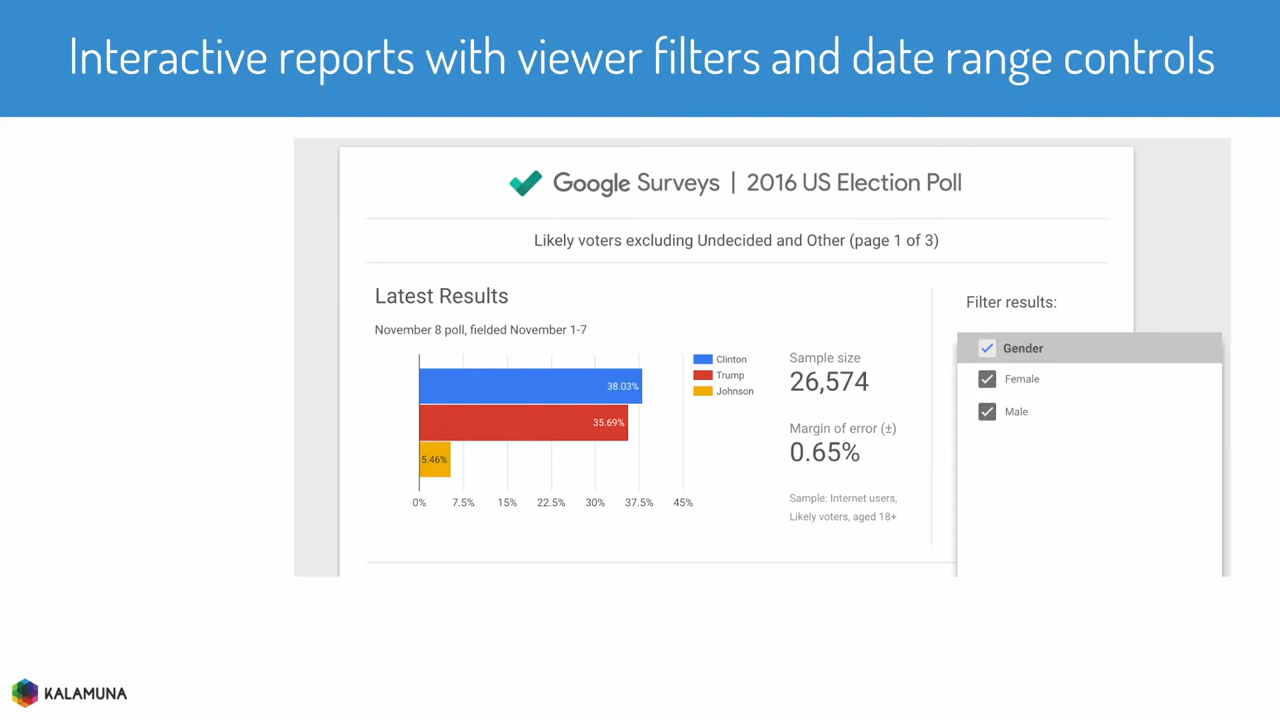 Interactive reports with viewer filters and date range controls
Google Surveys | 2016 US Election Poll
Likely voters excluding Undecided and Other (page 1 of 3)
Latest Results
November 8 poll, fielded November 1-7
38.03%
35.69%
5.46%
0% 7.5% 15% 22.5% 30% 37.5% 45%
Clinton
Trump
Johnson
Sample size
26,574
Margin of error (±)
0.65%
Sample: Internet users,
Likely voters, aged 18+
Filter results:
Gender
Female
Male
KALAMUNA